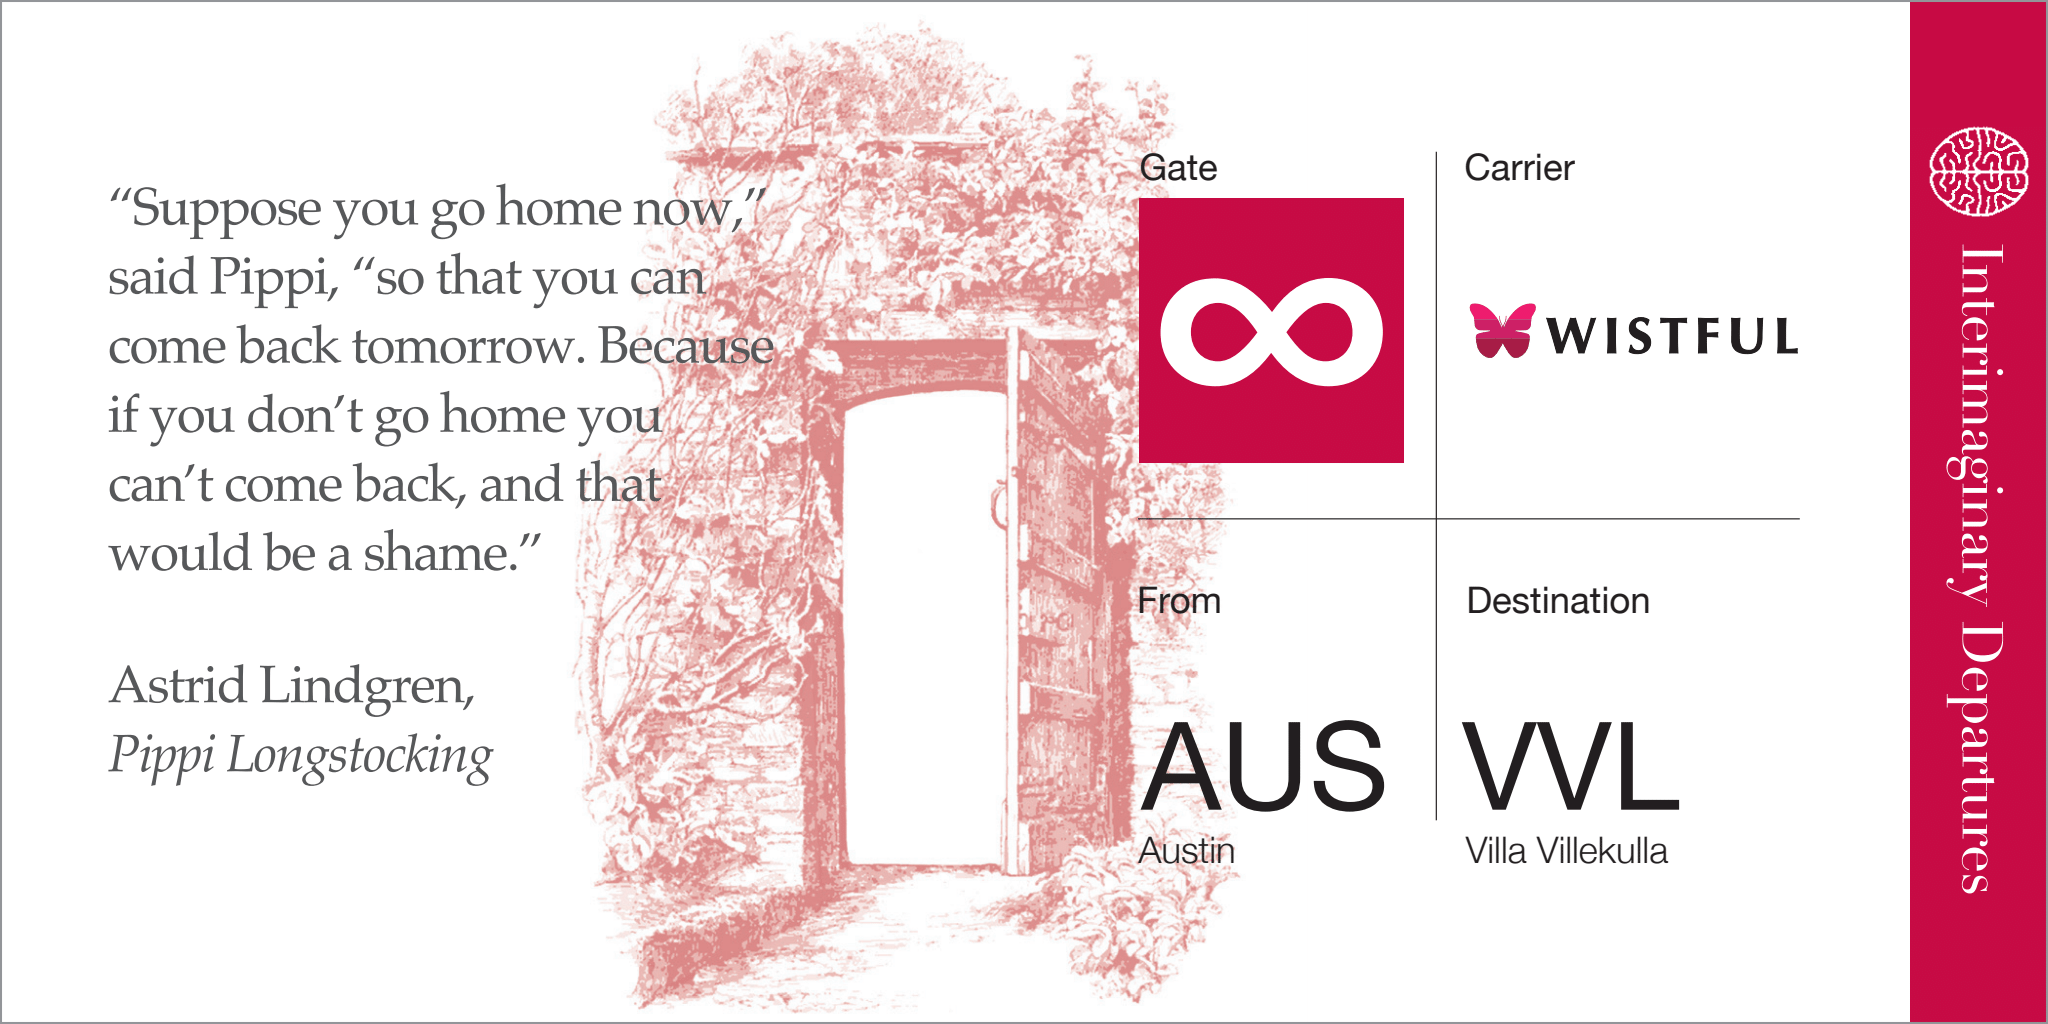 “Suppose you go home now,”
said Pippi, “so that you can
come back tomorrow. Because
if you don’t go home you
can’t come back, and that
would be a shame.”
Astrid Lindgren,
Pippi Longstocking
Gate
∞
Carrier
WISTFUL
From
AUS
Austin
Destination
VVL
Villa Villekulla
Interimaginary Departures